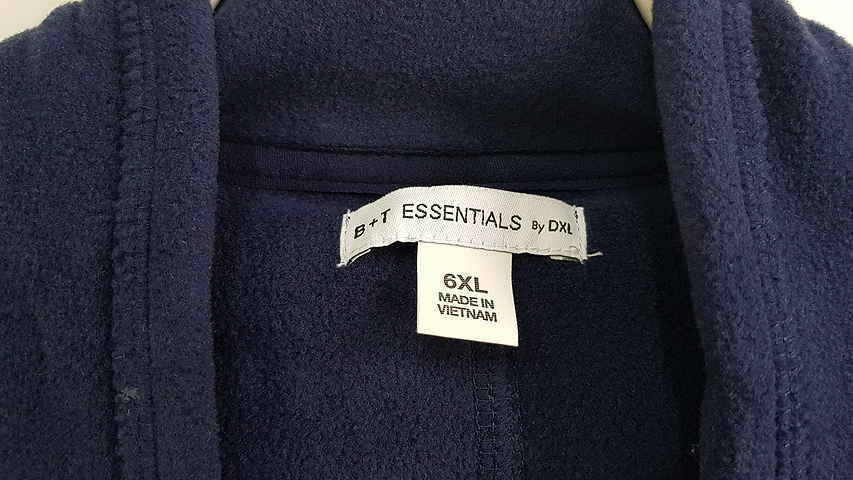 B+T ESSENTIALS By DXL
6XL
MADE IN
VIETNAM